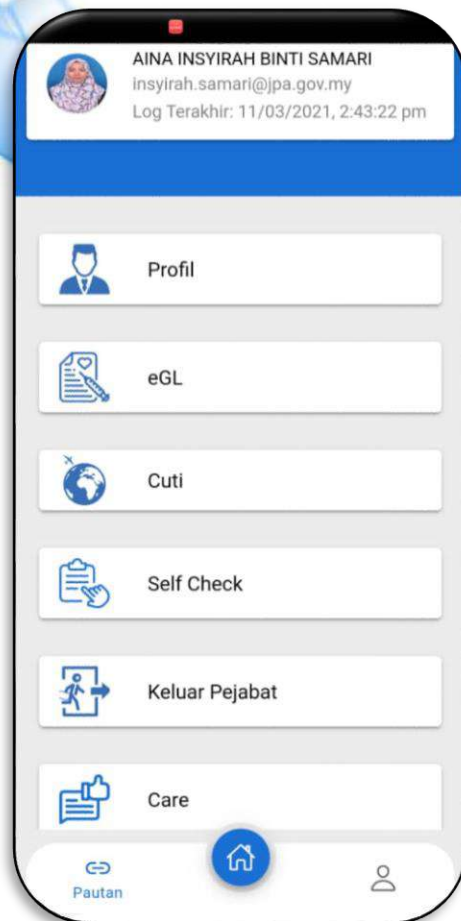 AINA INSYIRAH BINTI SAMARI
insyirah.samari@jpa.gov.my
Log Terakhir: 11/03/2021, 2:43:22 pm
Profil
eGL
Cuti
Self Check
Keluar Pejabat
Care
Pautan